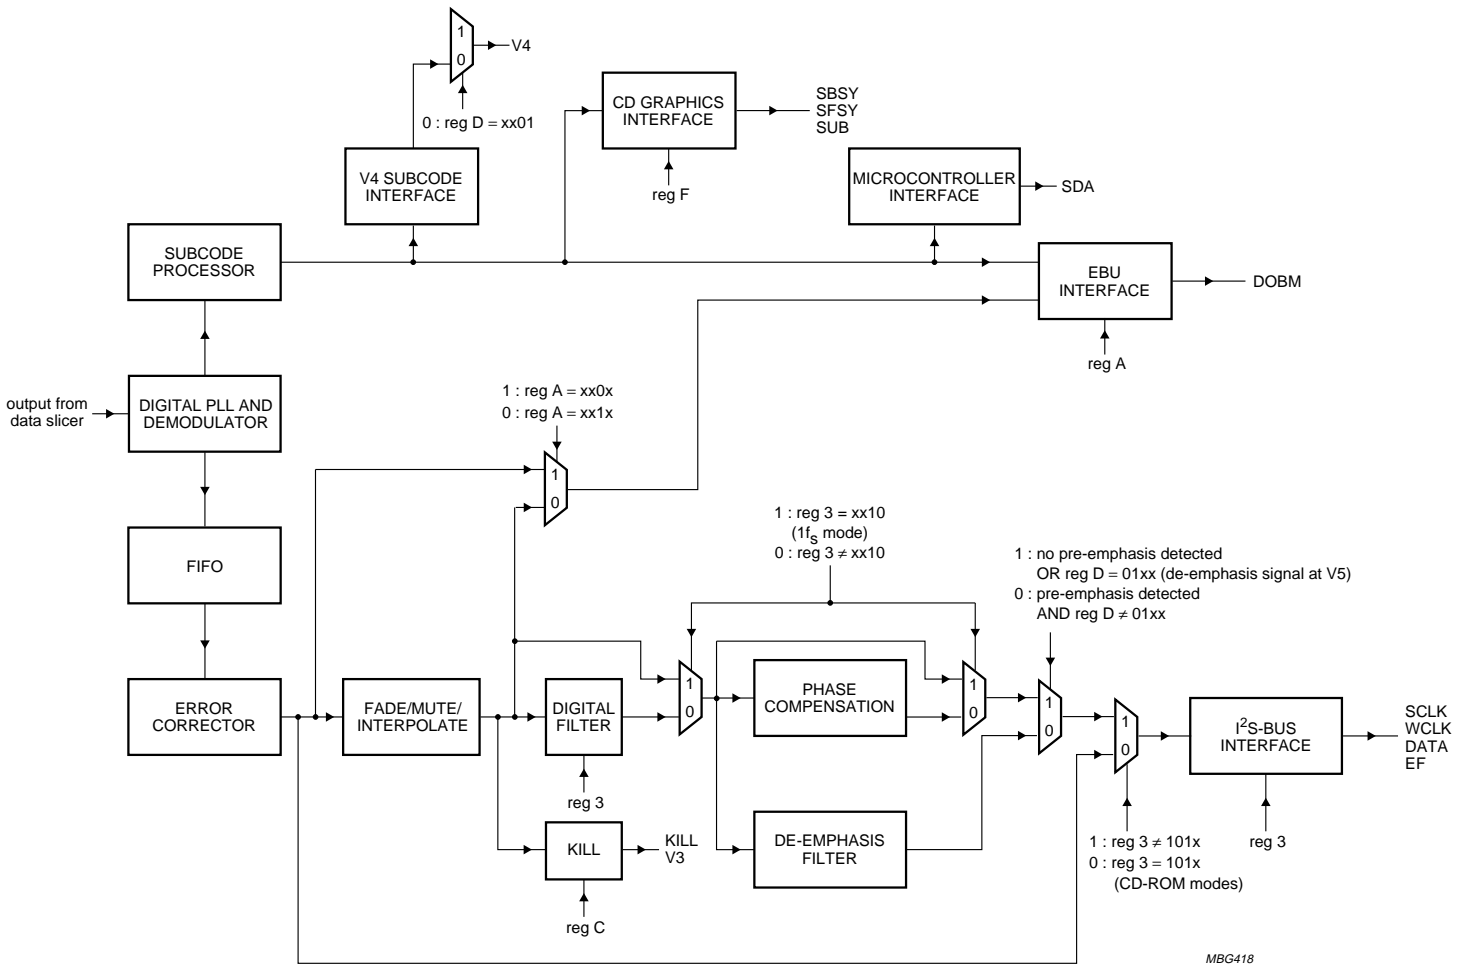 1
0
V4
0 : reg D = xx01
CD GRAPHICS
INTERFACE
SBSY
SFSY
SUB
reg F
V4 SUBCODE
INTERFACE
MICROCONTROLLER
INTERFACE
SDA
SUBCODE
PROCESSOR
EBU
INTERFACE
DOBM
reg A
output from
data slicer
DIGITAL PLL AND
DEMODULATOR
1 : reg A = xx0x
0 : reg A = xx1x
1
0
FIFO
1 : reg 3 = xx10
(1fs mode)
0 : reg 3 ≠ xx10
1 : no pre-emphasis detected
OR reg D = 01xx (de-emphasis signal at V5)
0 : pre-emphasis detected
AND reg D ≠ 01xx
ERROR
CORRECTOR
FADE/MUTE/
INTERPOLATE
DIGITAL
FILTER
reg 3
1
0
PHASE
COMPENSATION
1
0
1
0
1
0
I2S-BUS
INTERFACE
SCLK
WCLK
DATA
EF
reg 3
KILL
KILL
V3
reg C
DE-EMPHASIS
FILTER
1 : reg 3 ≠ 101x
0 : reg 3 = 101x
(CD-ROM modes)
MBG418